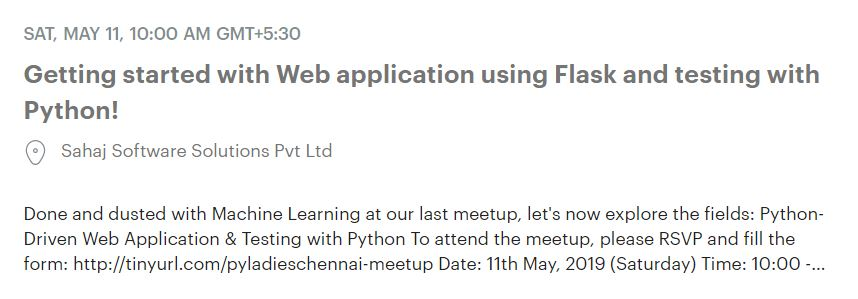 SAT, MAY 11, 10:00 AM GMT+5:30
Getting started with Web application using Flask and testing with
Python!
Sahaj Software Solutions Pvt Ltd
Done and dusted with Machine Learning at our last meetup, let's now explore the fields: Python-
Driven Web Application & Testing with Python To attend the meetup, please RSVP and fill the
form: http://tinyurl.com/pyladieschennai-meetup Date: 11th May, 2019 (Saturday) Time: 10:00 -...